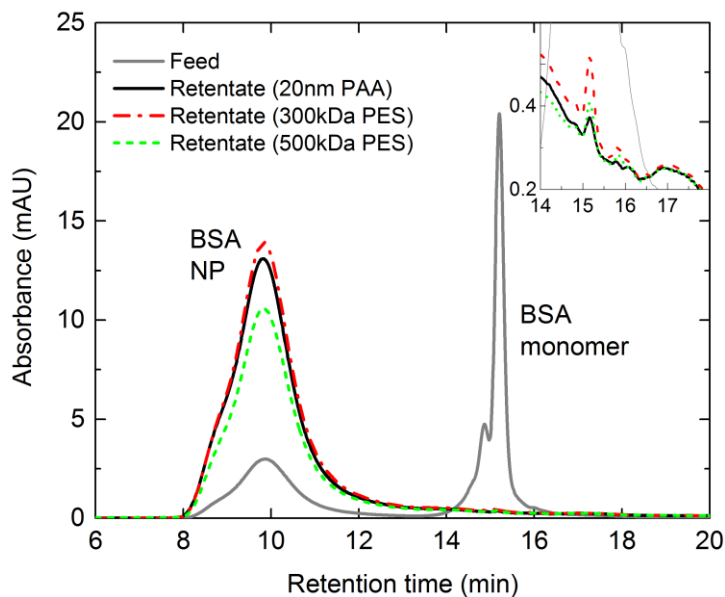 25
20
15
10
5
0
Absorbance (mAU)
Feed
Retentate (20nm PAA)
Retentate (300kDa PES)
Retentate (500kDa PES)
BSA
NP
BSA
monomer
0.4
0.2
14 15 16 17
6 8 10 12 14 16 18 20
Retention time (min)